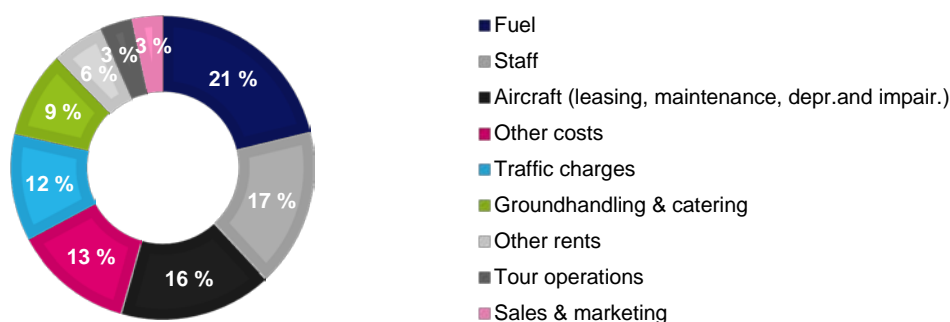 3 %
3 %
6 %
21 %
9 %
12 %
17 %
13 %
16 %
Fuel
Staff
Aircraft (leasing, maintenance, depr.and impair.)
Other costs
Traffic charges
Groundhandling & catering
Other rents
Tour operations
Sales & marketing